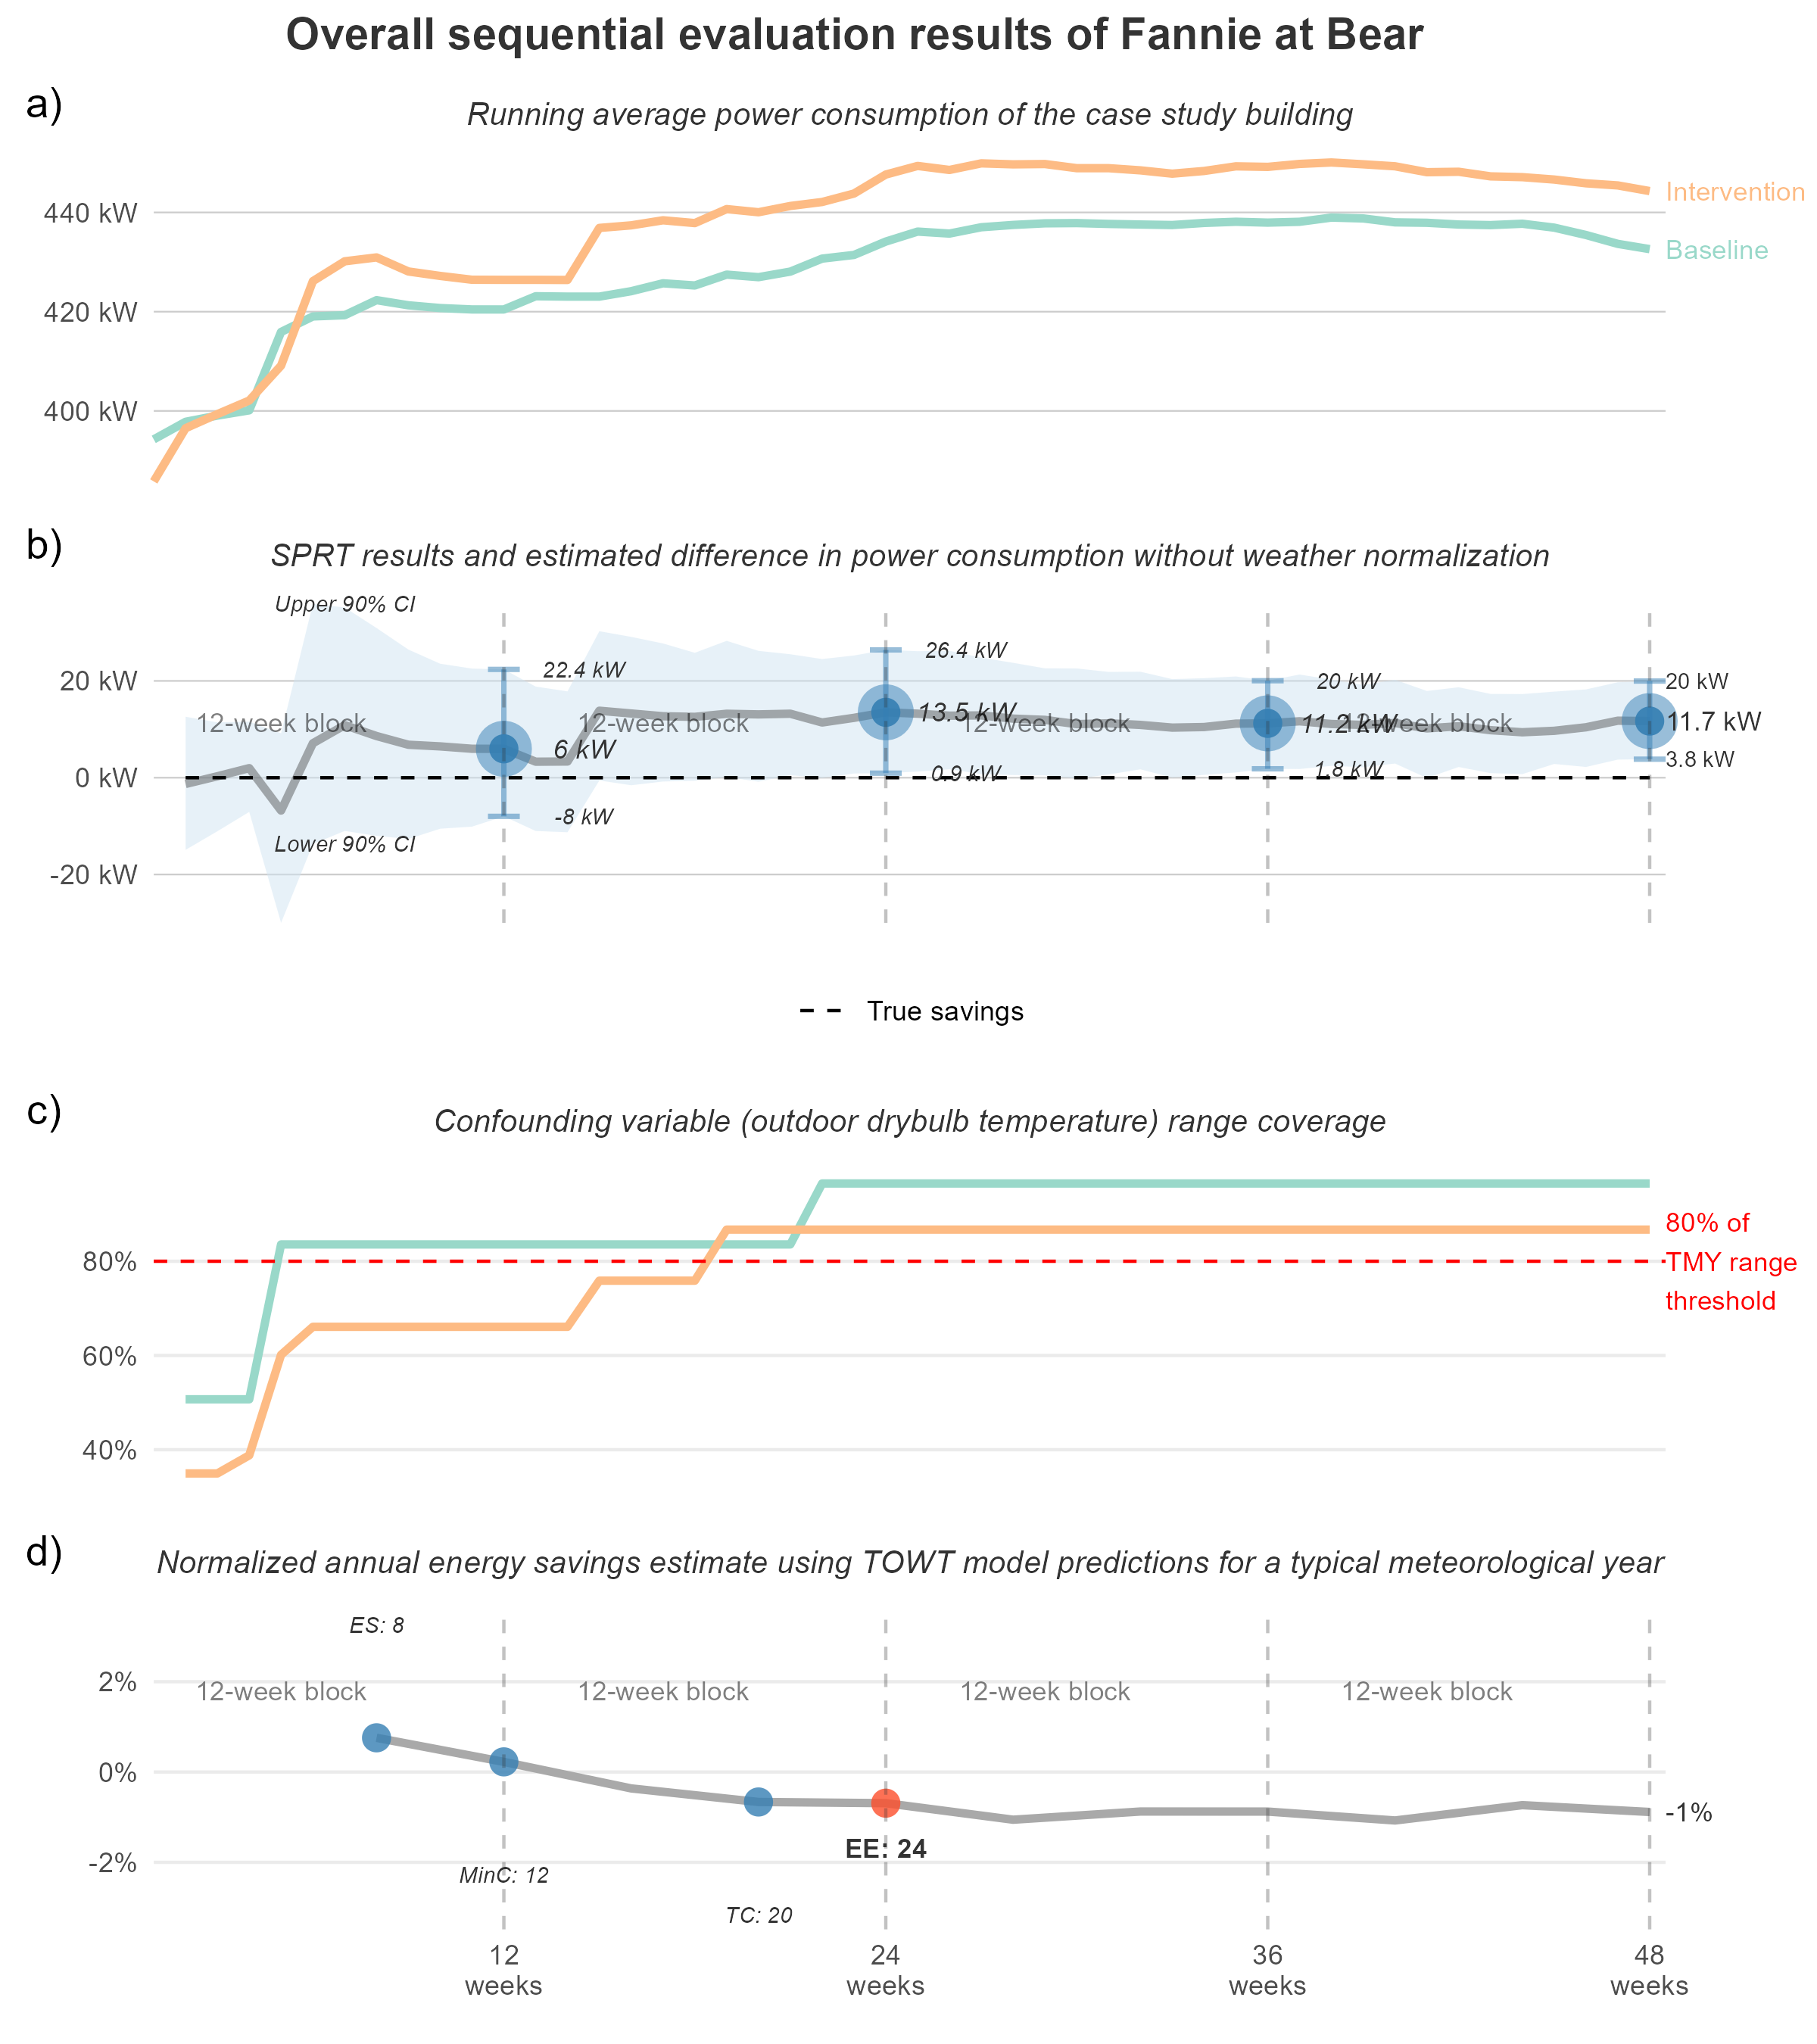 Overall sequential evaluation results of Fannie at Bear
a)
Running average power consumption of the case study building
440 kW
420 kW
400 kW
Intervention
Baseline
b)
SPRT results and estimated difference in power consumption without weather normalization
Upper 90% CI
Lower 90% CI
20 kW
0 kW
-20 kW
12-week block
12-week block
12-week block
12-week block
22.4 kW
6 kW
-8 kW
26.4 kW
13.5 kW
0.9 kW
20 kW
11.2 kW
1.8 kW
20 kW
11.7 kW
3.8 kW
True savings
c)
Confounding variable (outdoor drybulb temperature) range coverage
80%
60%
40%
80% of
TMY range
threshold
d)
Normalized annual energy savings estimate using TOWT model predictions for a typical meteorological year
ES: 8
2%
0%
-2%
12-week block
12-week block
12-week block
12-week block
-1%
EE: 24
MinC: 12
TC: 20
12
weeks
24
weeks
36
weeks
48
weeks